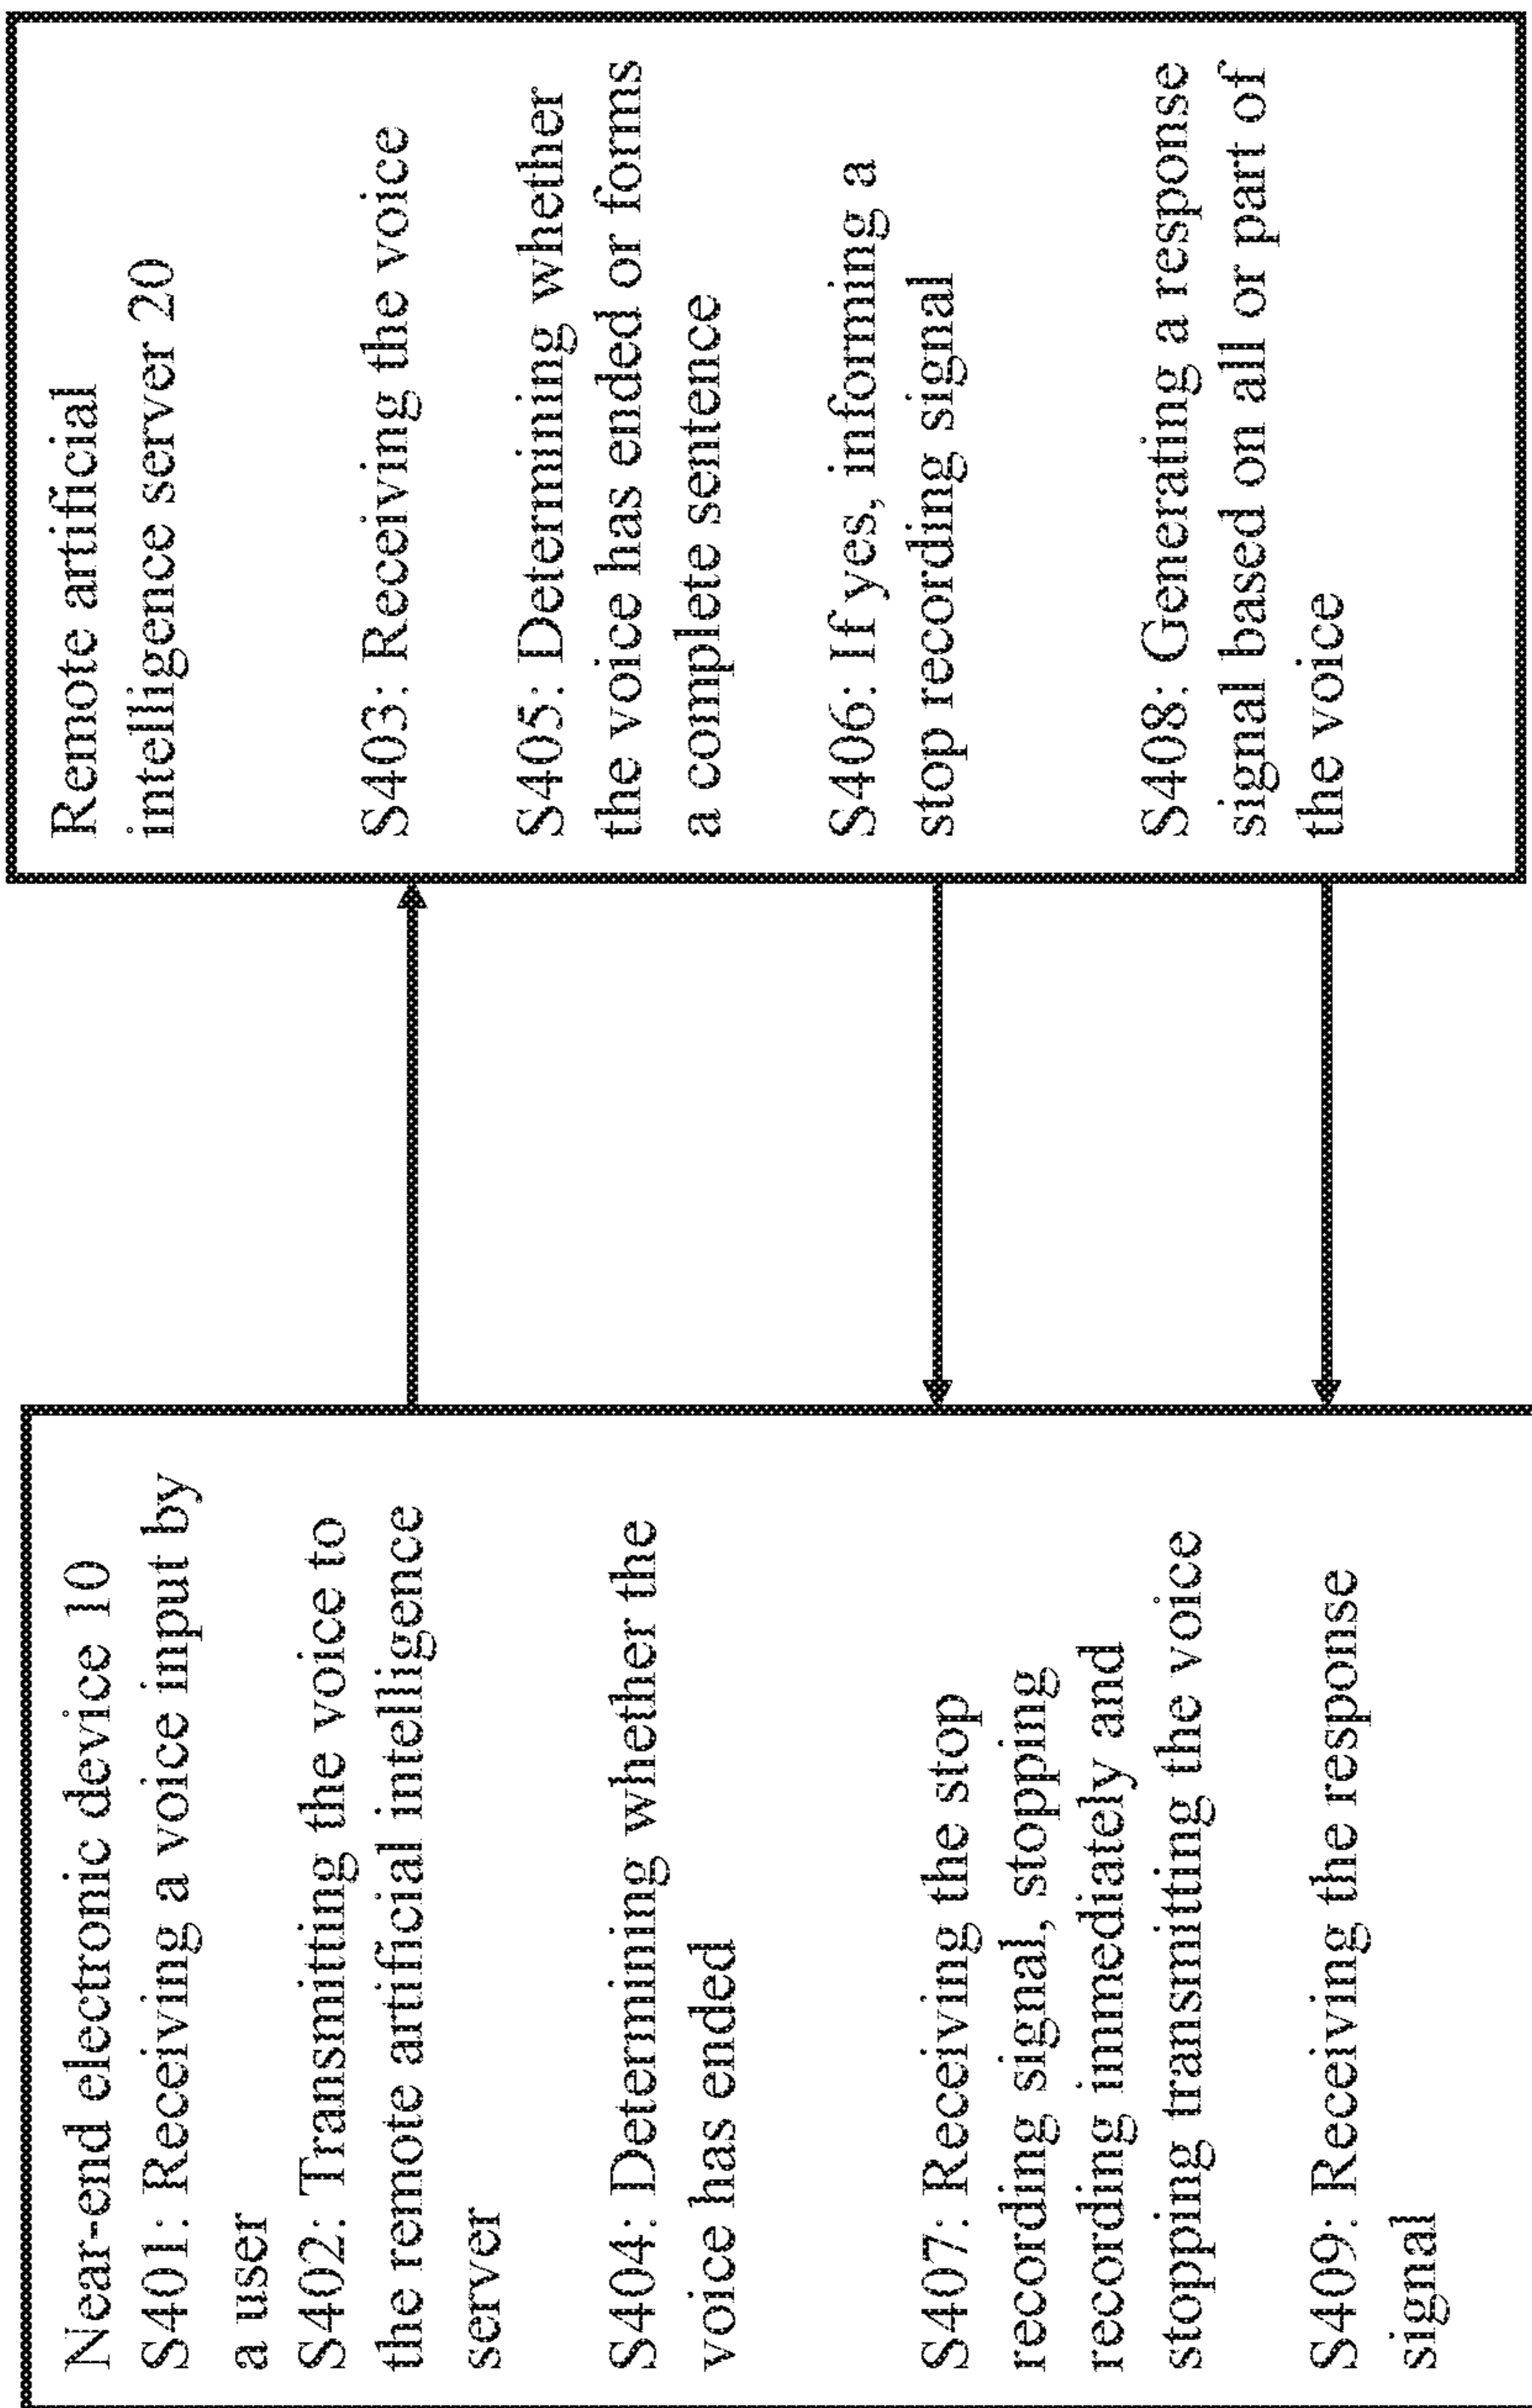 Near-end electronic device 10
S401: Receiving a voice input by
a user
S402: Transmitting the voice to
the remote artificial intelligence
server
S404: Determining whether the
voice has ended
S407: Receiving the stop
recording signal, stopping
recording immediately and
stopping transmitting the voice
S409: Receiving the response
signal
Remote artificial
intelligence server 20
S403: Receiving the voice
S405: Determining whether
the voice has ended or forms
a complete sentence
S406: If yes, informing a
stop recording signal
S408: Generating a response
signal based on all or part of
the voice